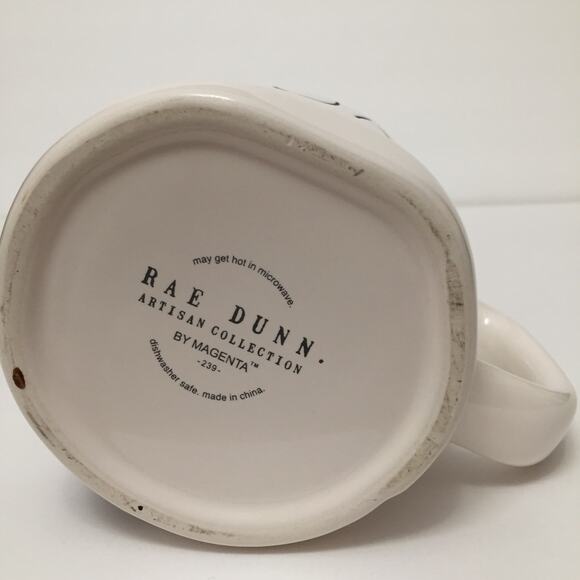 may get hot in microwave.
RAE DUNN.
ARTISAN COLLECTION
BY MAGENTA™
-239-
dishwasher safe. made in china.